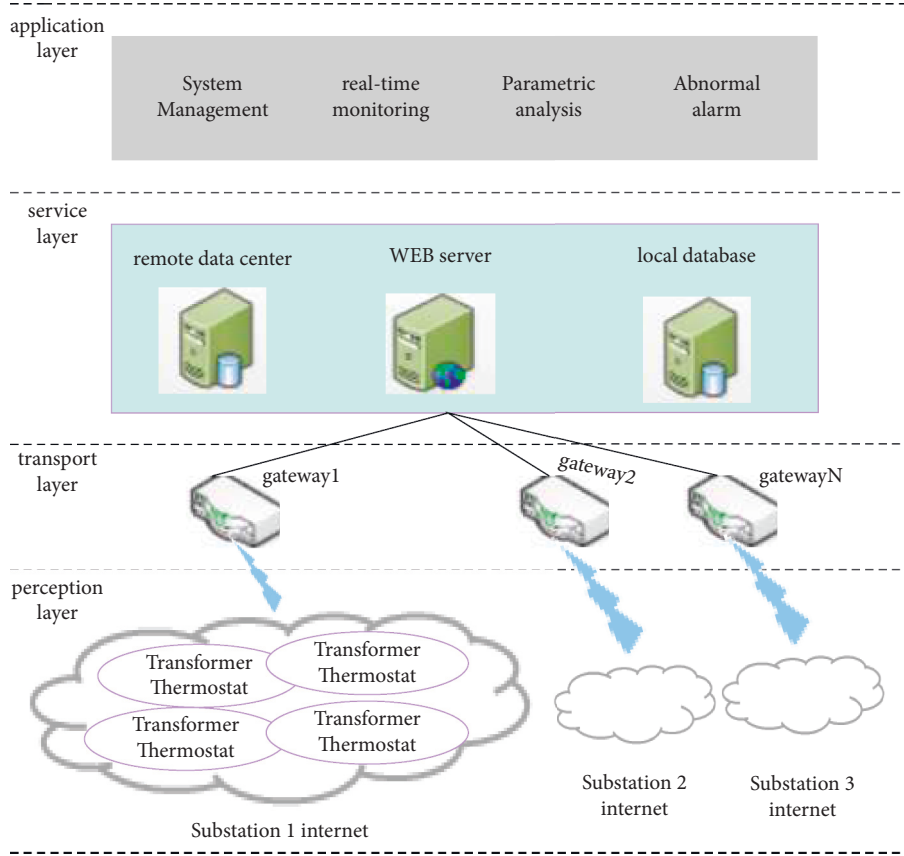 application
layer
System
Management
real-time
monitoring
Parametric
analysis
Abnormal
alarm
service
layer
remote data center
WEB server
local database
transport
layer
gateway1
gateway2
gatewayN
perception
layer
Transformer
Thermostat
Transformer
Thermostat
Transformer
Thermostat
Transformer
Thermostat
Substation 1 internet
Substation 2
internet
Substation 3
internet